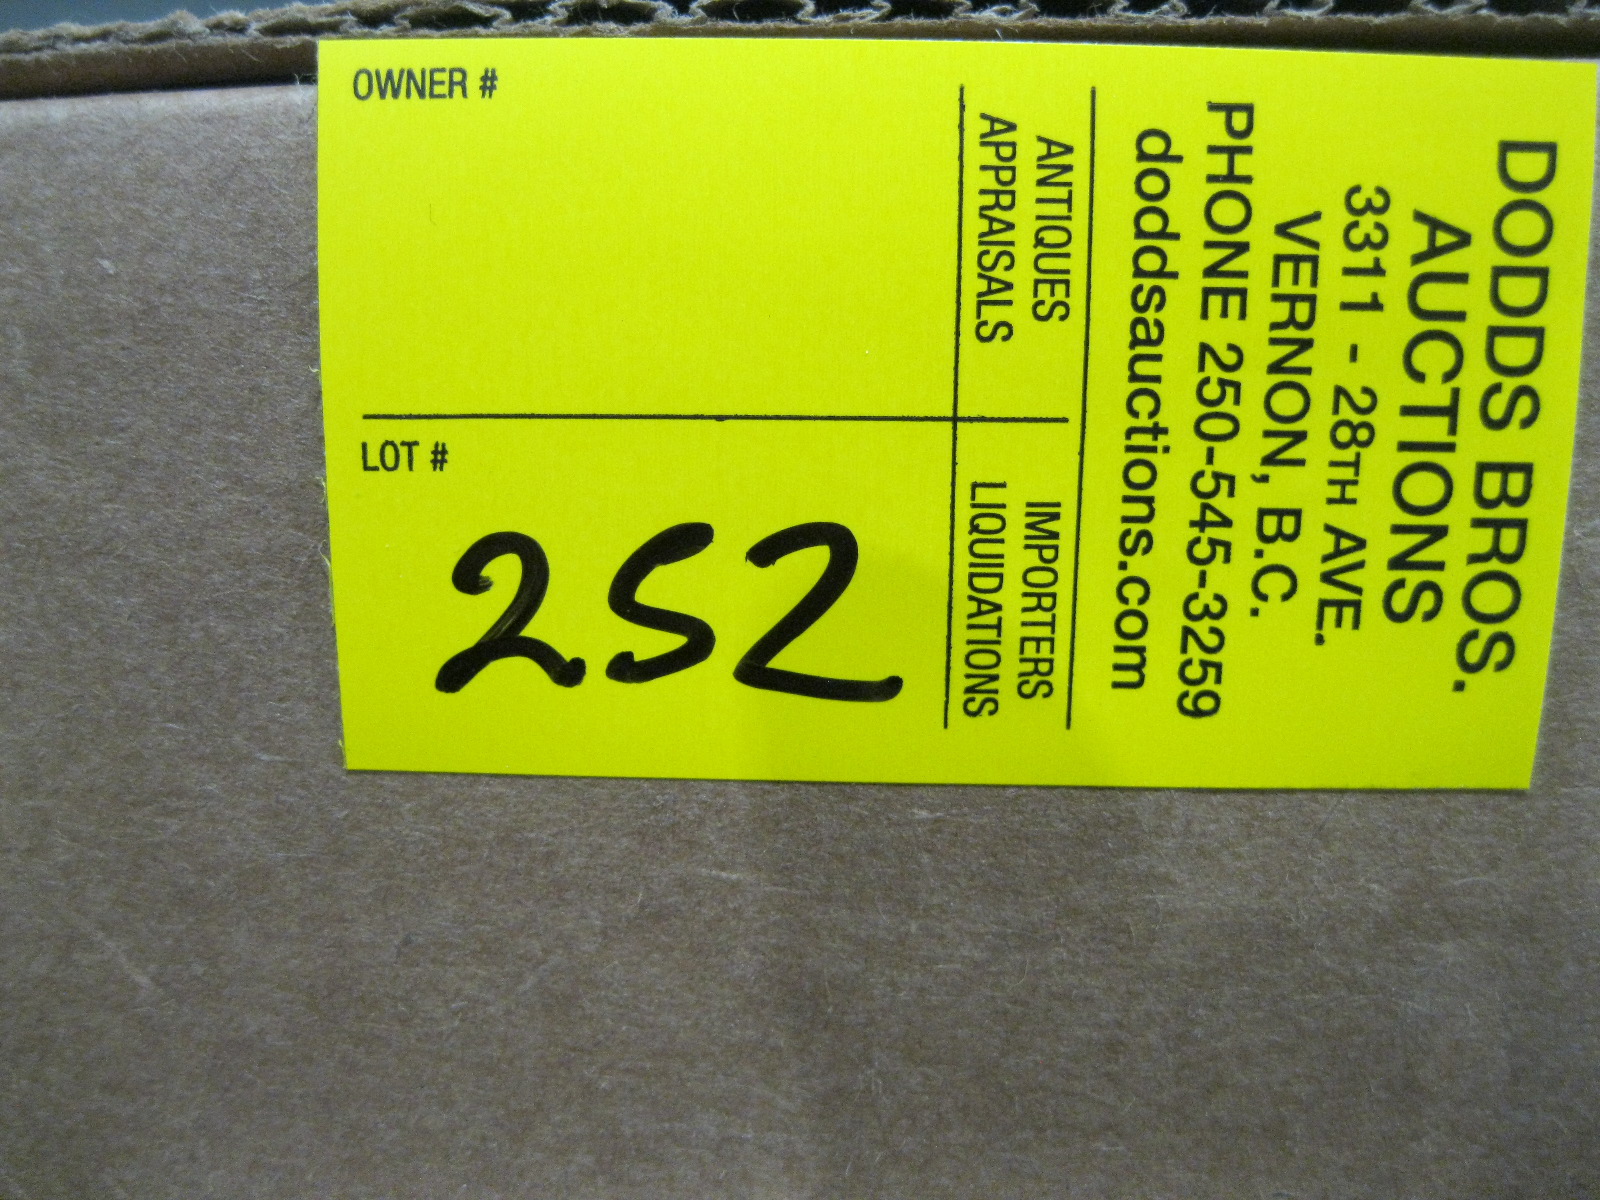 DODDS BROS.
AUCTIONS
3311 - 28TH AVE.
VERNON, B.C.
PHONE 250-545-3259
doddsauctions.com
ANTIQUES
APPRAISALS
IMPORTERS
LIQUIDATIONS
OWNER #
LOT #
252